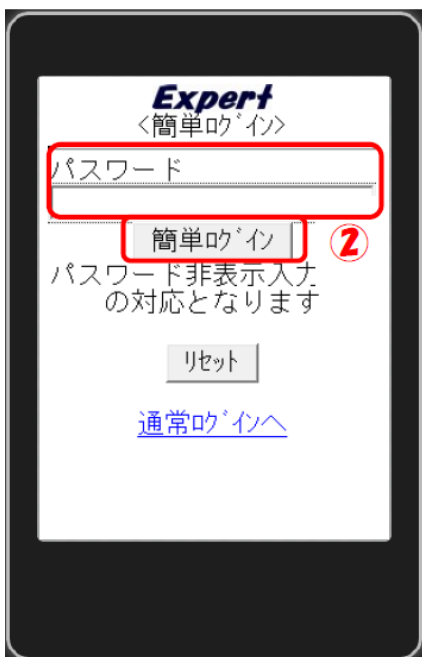 Expert
<簡単ﾛｸﾞｲﾝ>
パスワード
簡単ﾛｸﾞｲﾝ
②
パスワード非表示入力
の対応となります
ﾘｾｯﾄ
通常ﾛｸﾞｲﾝへ